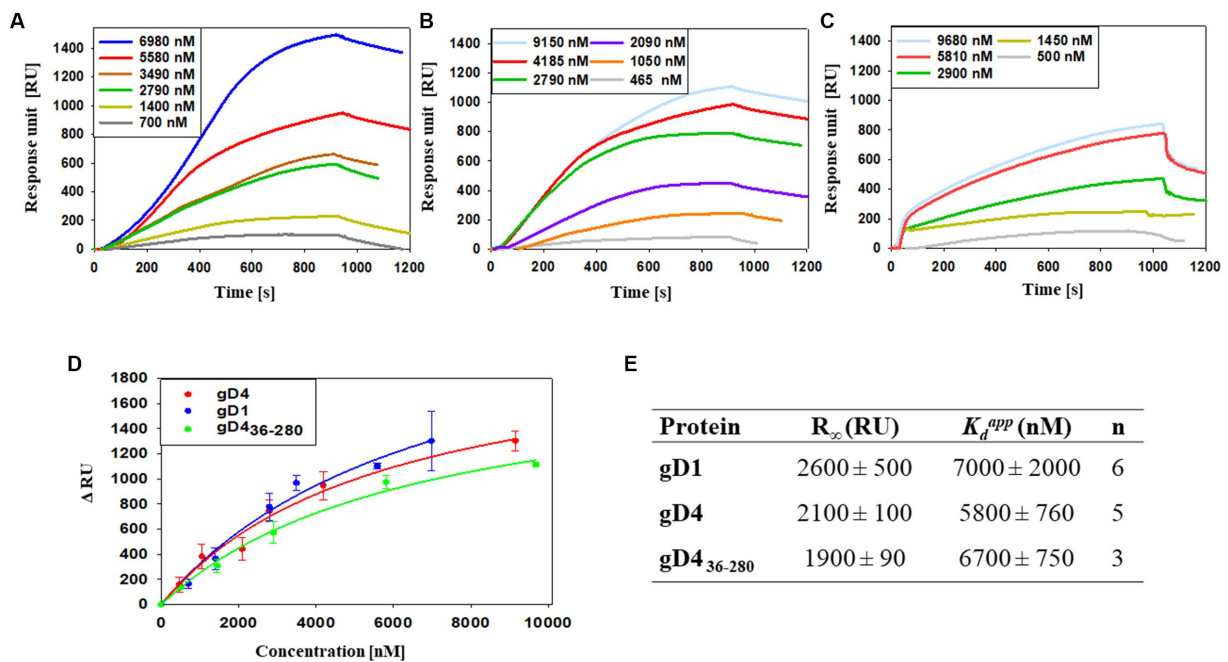 A
Response unit [RU]
1400
1200
1000
800
600
400
200
0
6980 nM
5580 nM
3490 nM
2790 nM
1400 nM
700 nM
0 200 400 600 800 1000 1200
Time [s]
B
Response unit [RU]
1400
1200
1000
800
600
400
200
0
9150 nM 2090 nM
4185 nM 1050 nM
2790 nM 465 nM
0 200 400 600 800 1000 1200
Time [s]
C
Response unit [RU]
1400
1200
1000
800
600
400
200
0
9680 nM 1450 nM
5810 nM 500 nM
2900 nM
0 200 400 600 800 1000 1200
Time [s]
D
Δ RU
1800
1600
1400
1200
1000
800
600
400
200
0
gD4
gD1
gD4₃₆₋₂₈₀
0 2000 4000 6000 8000 10000
Concentration [nM]
E
Protein R∞ (RU) Kdᵃᵖᵖ (nM) n
gD1 2600 ± 500 7000 ± 2000 6
gD4 2100 ± 100 5800 ± 760 5
gD4 ₃₆₋₂₈₀ 1900 ± 90 6700 ± 750 3